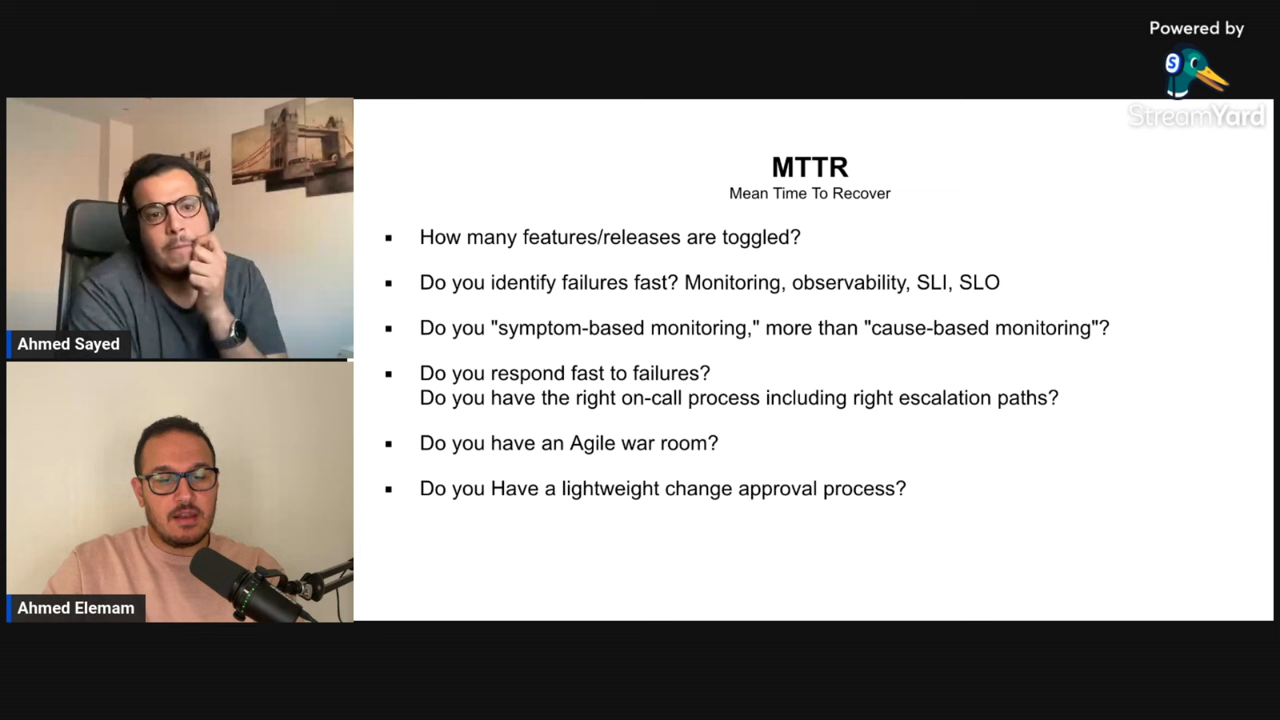 Powered by
StreamYard
MTTR
Mean Time To Recover
▪ How many features/releases are toggled?
▪ Do you identify failures fast? Monitoring, observability, SLI, SLO
▪ Do you "symptom-based monitoring," more than "cause-based monitoring"?
▪ Do you respond fast to failures?
Do you have the right on-call process including right escalation paths?
▪ Do you have an Agile war room?
▪ Do you Have a lightweight change approval process?
Ahmed Sayed
Ahmed Elemam